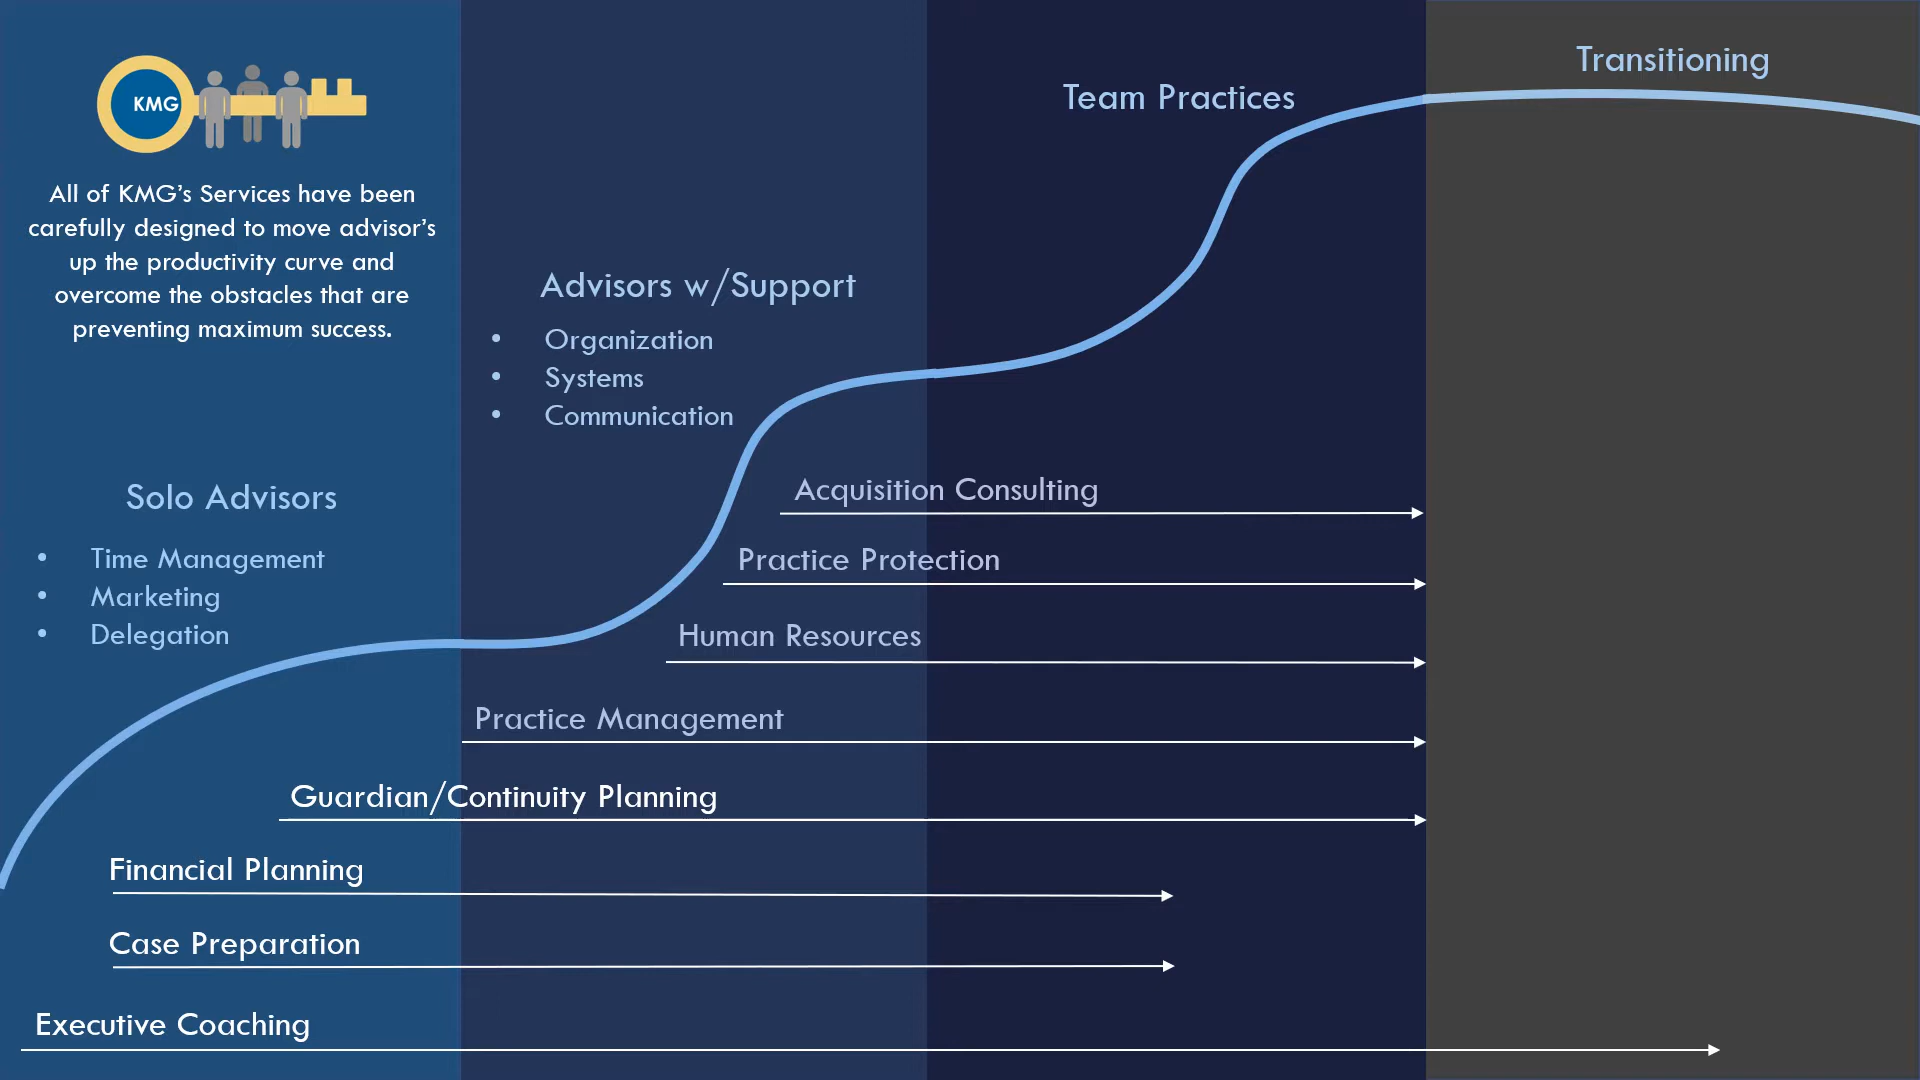 KMG
All of KMG’s Services have been
carefully designed to move advisor’s
up the productivity curve and
overcome the obstacles that are
preventing maximum success.
Solo Advisors
• Time Management
• Marketing
• Delegation
Advisors w/Support
• Organization
• Systems
• Communication
Team Practices
Transitioning
Acquisition Consulting
Practice Protection
Human Resources
Practice Management
Guardian/Continuity Planning
Financial Planning
Case Preparation
Executive Coaching